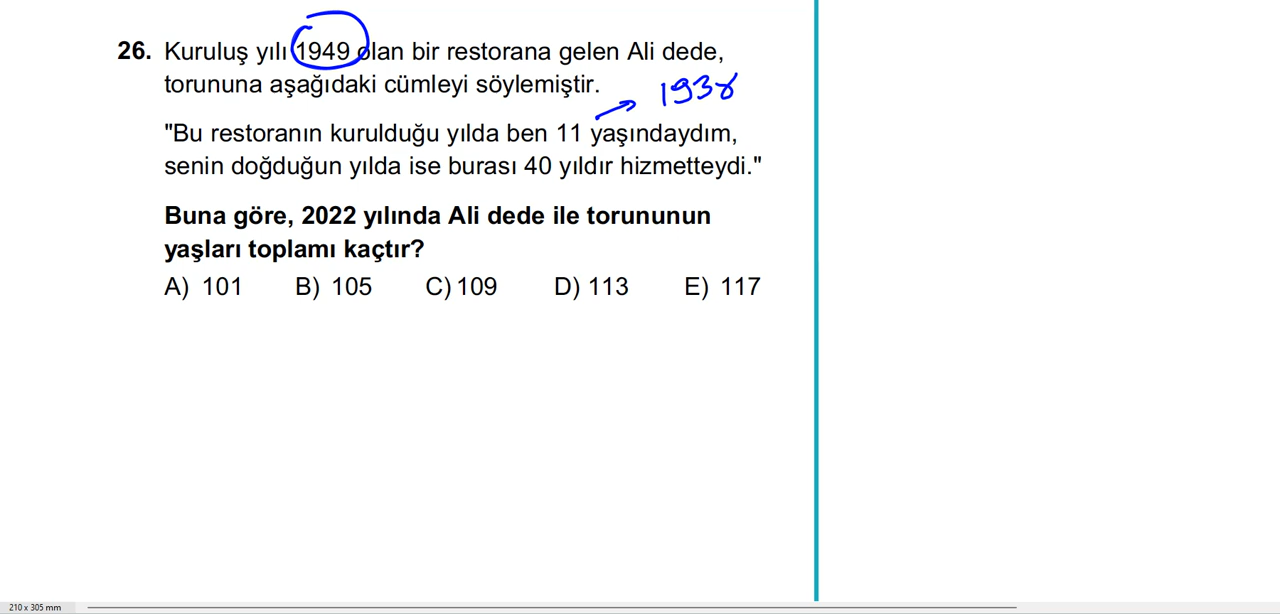 26. Kuruluş yılı 1949 olan bir restorana gelen Ali dede,
torununa aşağıdaki cümleyi söylemiştir.
1938
"Bu restoranın kurulduğu yılda ben 11 yaşındaydım,
senin doğduğun yılda ise burası 40 yıldır hizmetteydi."
Buna göre, 2022 yılında Ali dede ile torununun
yaşları toplamı kaçtır?
A) 101 B) 105 C) 109 D) 113 E) 117
210 x 305 mm